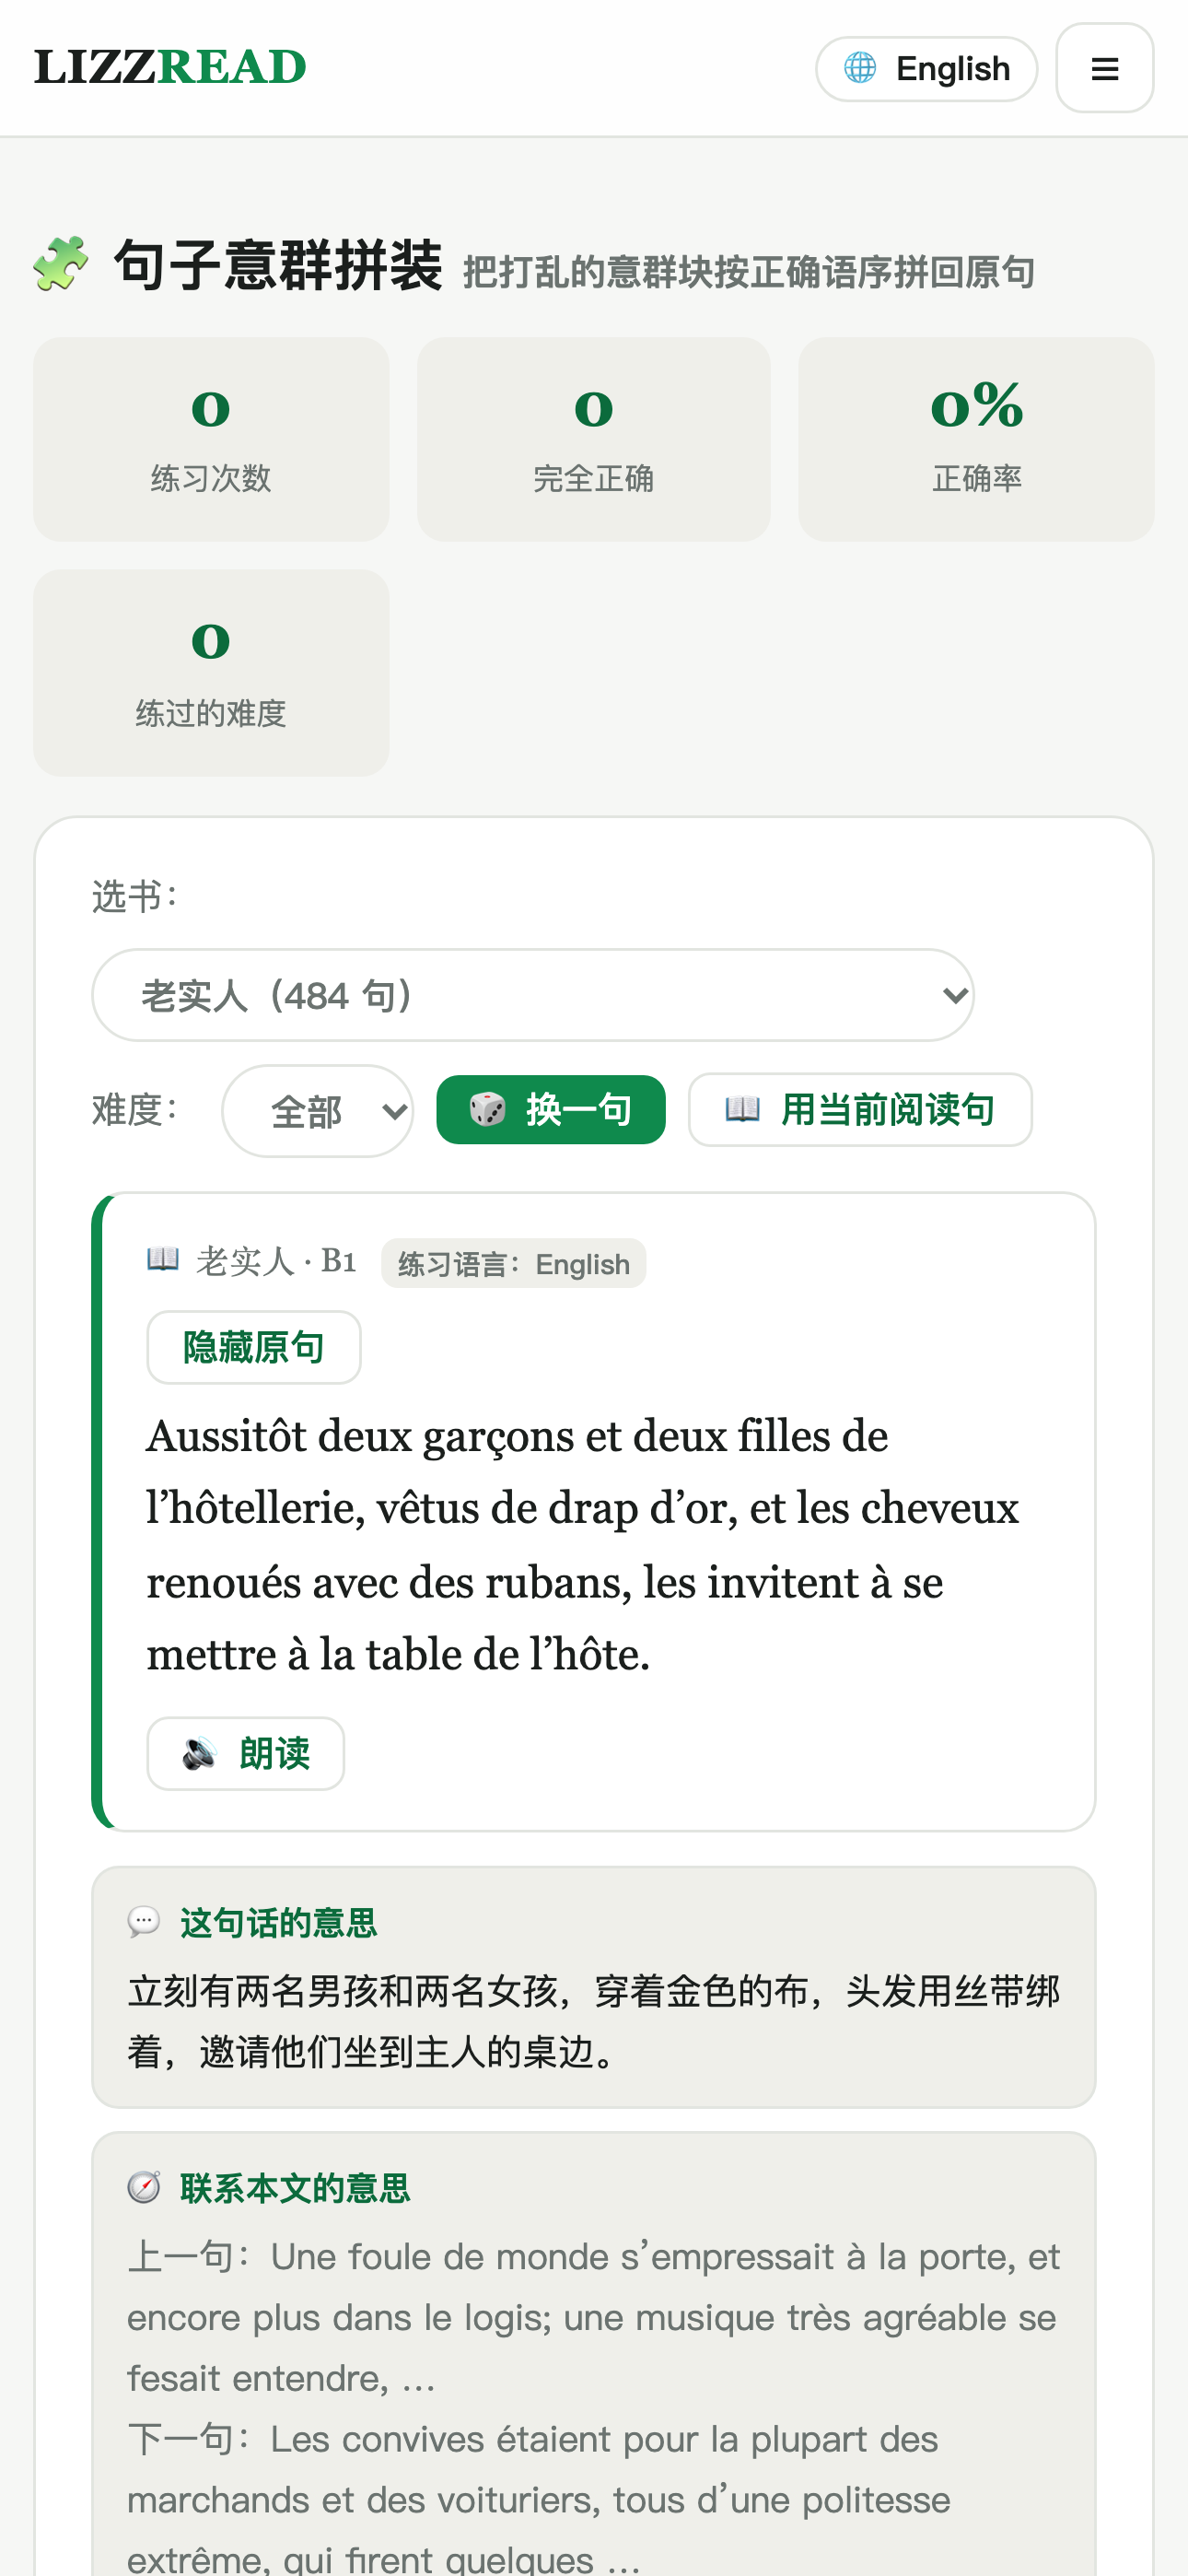 LIZZREAD
English
句子意群拼装 把打乱的意群块按正确语序拼回原句
0
练习次数
0
完全正确
0%
正确率
0
练过的难度
选书：
老实人（484 句）
难度： 全部 换一句 用当前阅读句
老实人 · B1 练习语言：English
隐藏原句
Aussitôt deux garçons et deux filles de
l’hôtellerie, vêtus de drap d’or, et les cheveux
renoués avec des rubans, les invitent à se
mettre à la table de l’hôte.
朗读
这句话的意思
立刻有两名男孩和两名女孩，穿着金色的布，头发用丝带绑
着，邀请他们坐到主人的桌边。
联系本文的意思
上一句：Une foule de monde s’empressait à la porte, et
encore plus dans le logis; une musique très agréable se
fesait entendre, …
下一句：Les convives étaient pour la plupart des
marchands et des voituriers, tous d’une politesse
extrême, qui firent quelques …